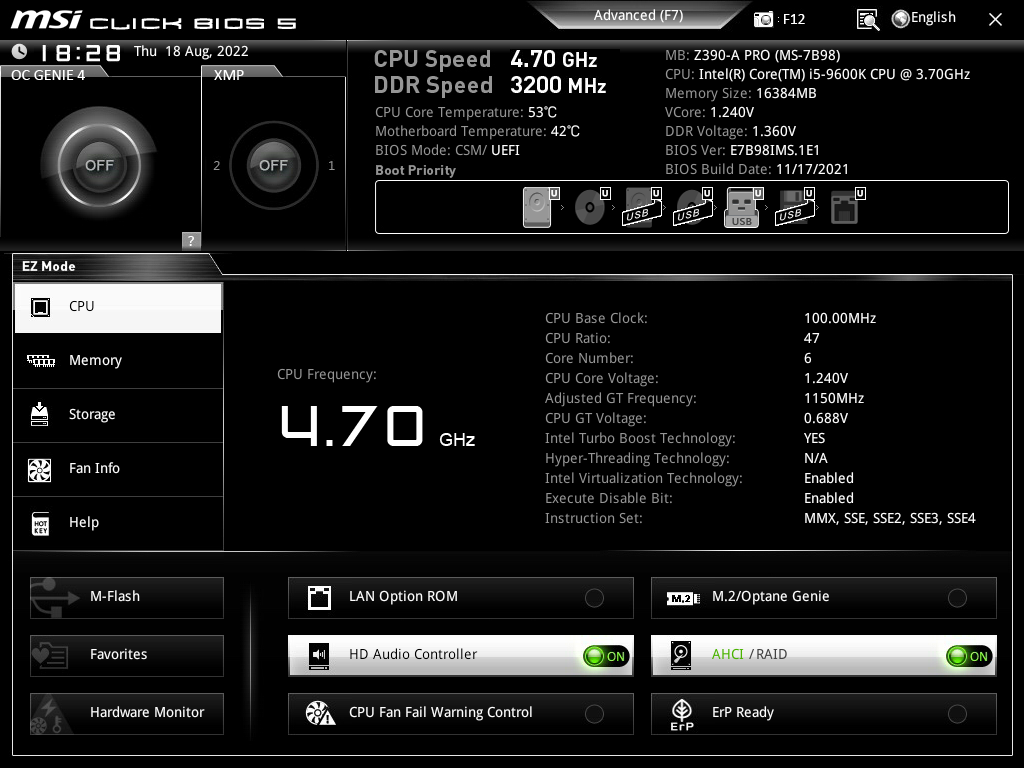 msi CLICK BIOS 5
Advanced (F7)
: F12
English
18:28 Thu 18 Aug, 2022
OC GENIE 4
XMP
OFF
2 OFF 1
?
CPU Speed 4.70 GHz
DDR Speed 3200 MHz
CPU Core Temperature: 53℃
Motherboard Temperature: 42℃
BIOS Mode: CSM/ UEFI
MB: Z390-A PRO (MS-7B98)
CPU: Intel(R) Core(TM) i5-9600K CPU @ 3.70GHz
Memory Size: 16384MB
VCore: 1.240V
DDR Voltage: 1.360V
BIOS Ver: E7B98IMS.1E1
BIOS Build Date: 11/17/2021
Boot Priority
U U U USB U USB U USB U USB U
EZ Mode
CPU
Memory
Storage
Fan Info
HOT KEY Help
CPU Frequency:
4.70 GHz
CPU Base Clock: 100.00MHz
CPU Ratio: 47
Core Number: 6
CPU Core Voltage: 1.240V
Adjusted GT Frequency: 1150MHz
CPU GT Voltage: 0.688V
Intel Turbo Boost Technology: YES
Hyper-Threading Technology: N/A
Intel Virtualization Technology: Enabled
Execute Disable Bit: Enabled
Instruction Set: MMX, SSE, SSE2, SSE3, SSE4
M-Flash
Favorites
Hardware Monitor
LAN Option ROM
M.2 M.2/Optane Genie
HD Audio Controller ON
AHCI /RAID ON
CPU Fan Fail Warning Control
ErP ErP Ready